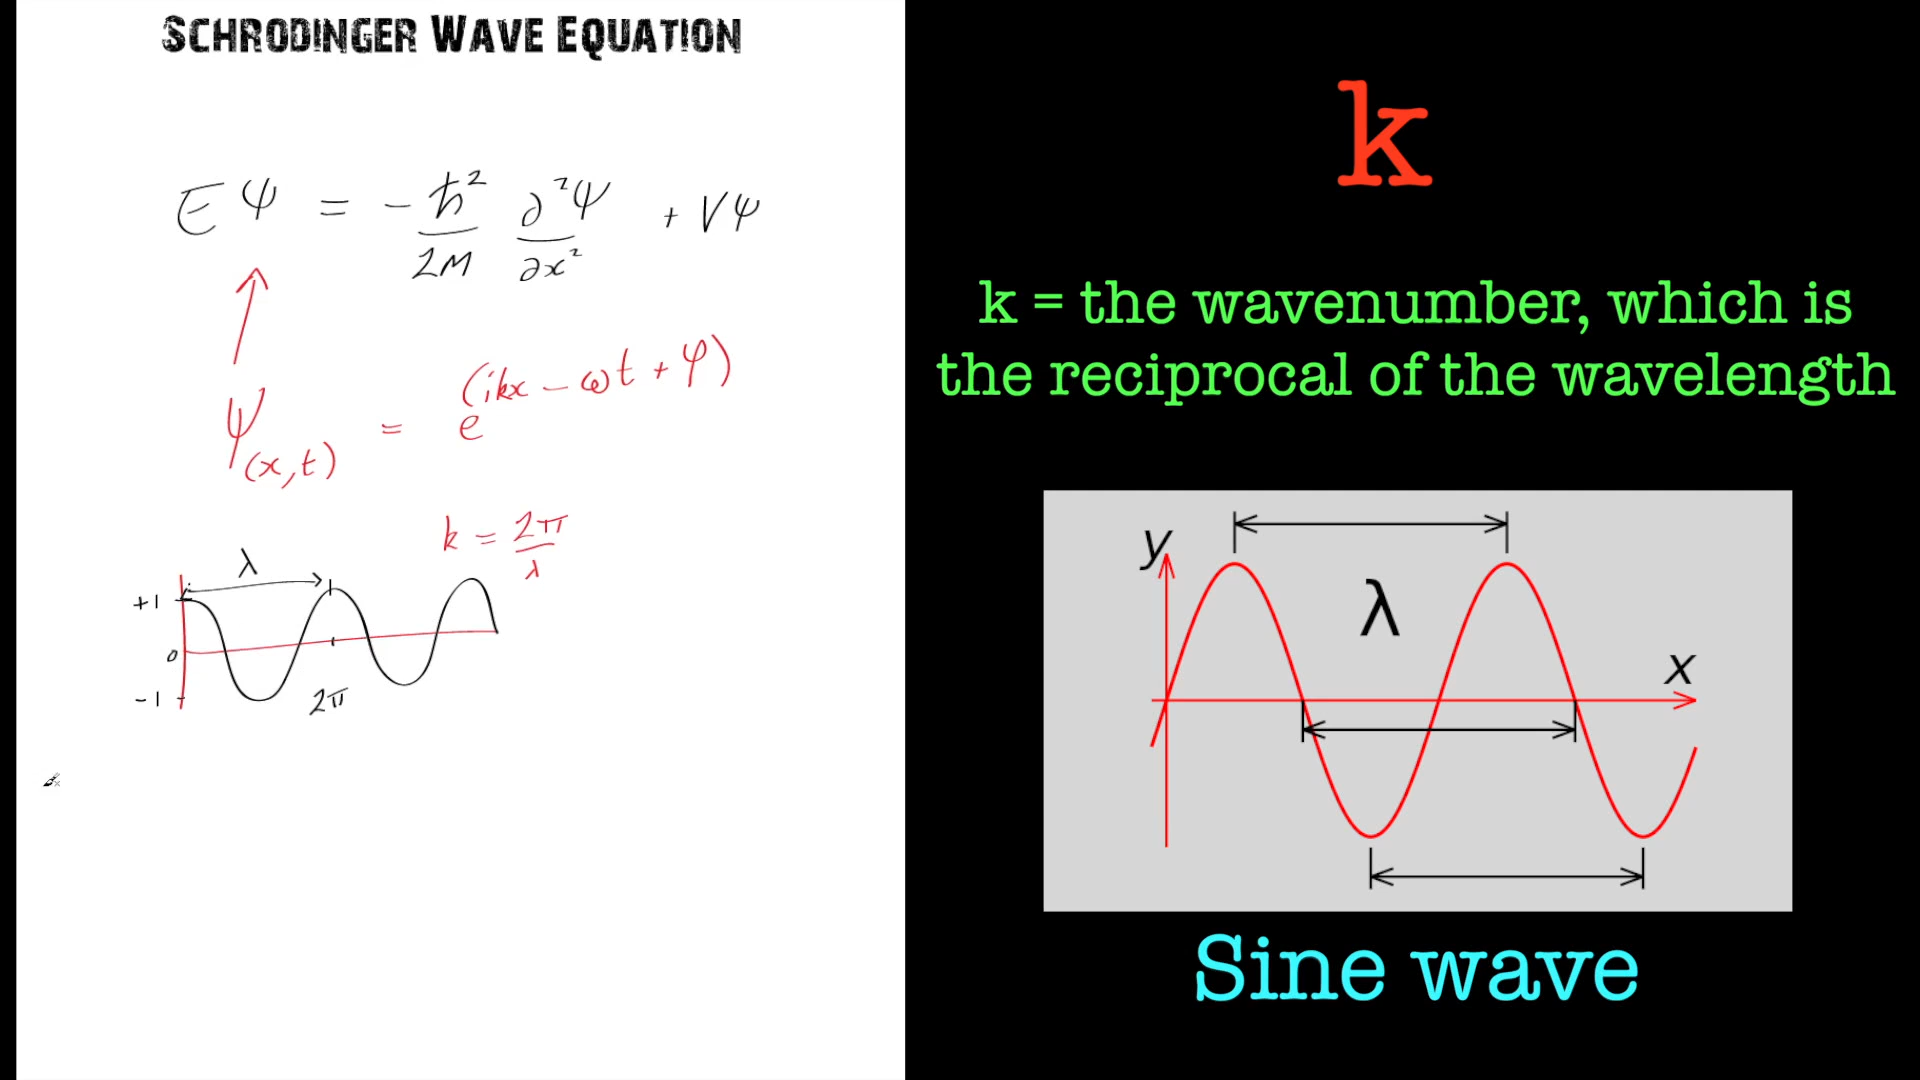 SCHRODINGER WAVE EQUATION
Eψ = -ħ² ∂²ψ + Vψ
2M ∂x²
ψ(x,t) = e^(ikx - ωt + φ)
k = 2π
λ
λ
+1
0
-1
2π
k
k = the wavenumber, which is
the reciprocal of the wavelength
y
λ
x
Sine wave